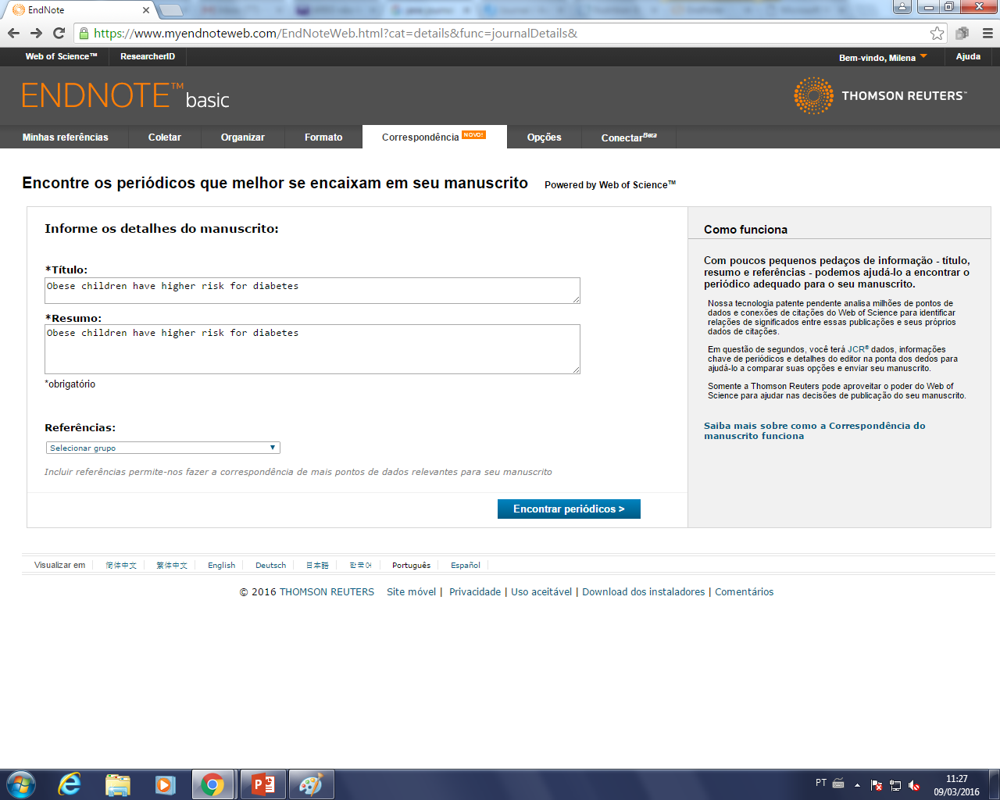 EndNote
https://www.myendnoteweb.com/EndNoteWeb.html?cat=details&func=journalDetails&
Web of Science™ ResearcherID Bem-vindo, Milena Ajuda
ENDNOTE™ basic THOMSON REUTERS™
Minhas referências Coletar Organizar Formato Correspondência NOVO! Opções Conectar Beta
Encontre os periódicos que melhor se encaixam em seu manuscrito Powered by Web of Science™
Informe os detalhes do manuscrito:
*Título:
Obese children have higher risk for diabetes
*Resumo:
Obese children have higher risk for diabetes
*obrigatório
Referências:
Selecionar grupo
Incluir referências permite-nos fazer a correspondência de mais pontos de dados relevantes para seu manuscrito
Encontrar periódicos >
Como funciona
Com poucos pequenos pedaços de informação - título,
resumo e referências - podemos ajudá-lo a encontrar o
periódico adequado para o seu manuscrito.
Nossa tecnologia patente pendente analisa milhões de pontos de
dados e conexões de citações do Web of Science para identificar
relações de significados entre essas publicações e seus próprios
dados de citações.
Em questão de segundos, você terá JCR® dados, informações
chave de periódicos e detalhes do editor na ponta dos dedos para
ajudá-lo a comparar suas opções e enviar seu manuscrito.
Somente a Thomson Reuters pode aproveitar o poder do Web of
Science para ajudar nas decisões de publicação do seu manuscrito.
Saiba mais sobre como a Correspondência do
manuscrito funciona
Visualizar em 简体中文 繁体中文 English Deutsch 日本語 한국어 Português Español
© 2016 THOMSON REUTERS Site móvel | Privacidade | Uso aceitável | Download dos instaladores | Comentários
PT 11:27
09/03/2016